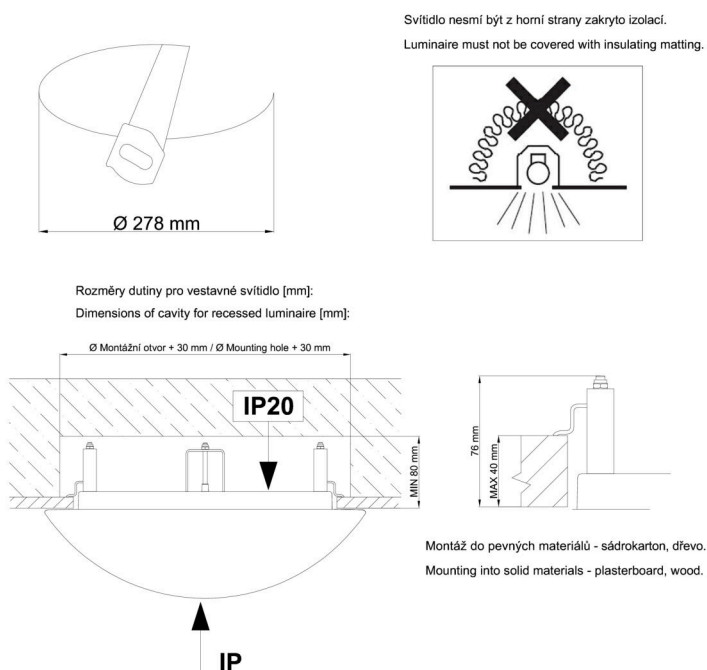 Svítidlo nesmí být z horní strany zakryto izolací.
Luminaire must not be covered with insulating matting.
Ø 278 mm
Rozměry dutiny pro vestavné svítidlo [mm]:
Dimensions of cavity for recessed luminaire [mm]:
Ø Montážní otvor + 30 mm / Ø Mounting hole + 30 mm
IP20
MIN 80 mm
76 mm
MAX 40 mm
Montáž do pevných materiálů - sádrokarton, dřevo.
Mounting into solid materials - plasterboard, wood.
IP